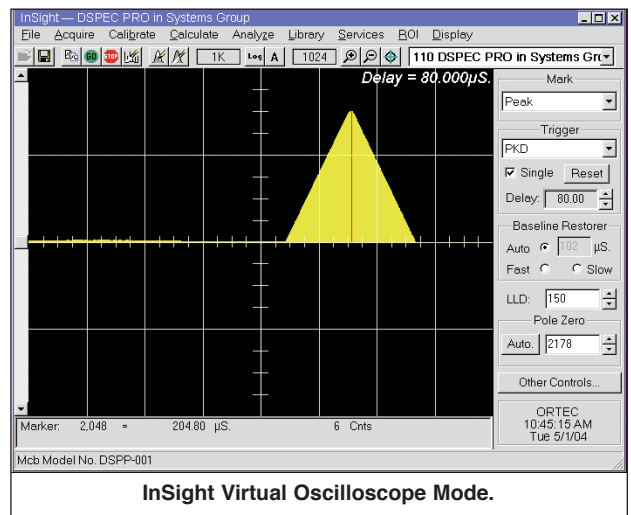 InSight — DSPEC PRO in Systems Group
File Acquire Calibrate Calculate Analyze Library Services ROI Display
GO STOP 1K Log A 1024 110 DSPEC PRO in Systems Gro
Delay = 80.000µS.
Mark
Peak
Trigger
PKD
Single Reset
Delay: 80.00
Baseline Restorer
Auto 102 µS.
Fast Slow
LLD: 150
Pole Zero
Auto. 2178
Other Controls...
ORTEC
10:45:15 AM
Tue 5/1/04
Marker: 2,048 = 204.80 µS. 6 Cnts
Mcb Model No. DSPP-001
InSight Virtual Oscilloscope Mode.